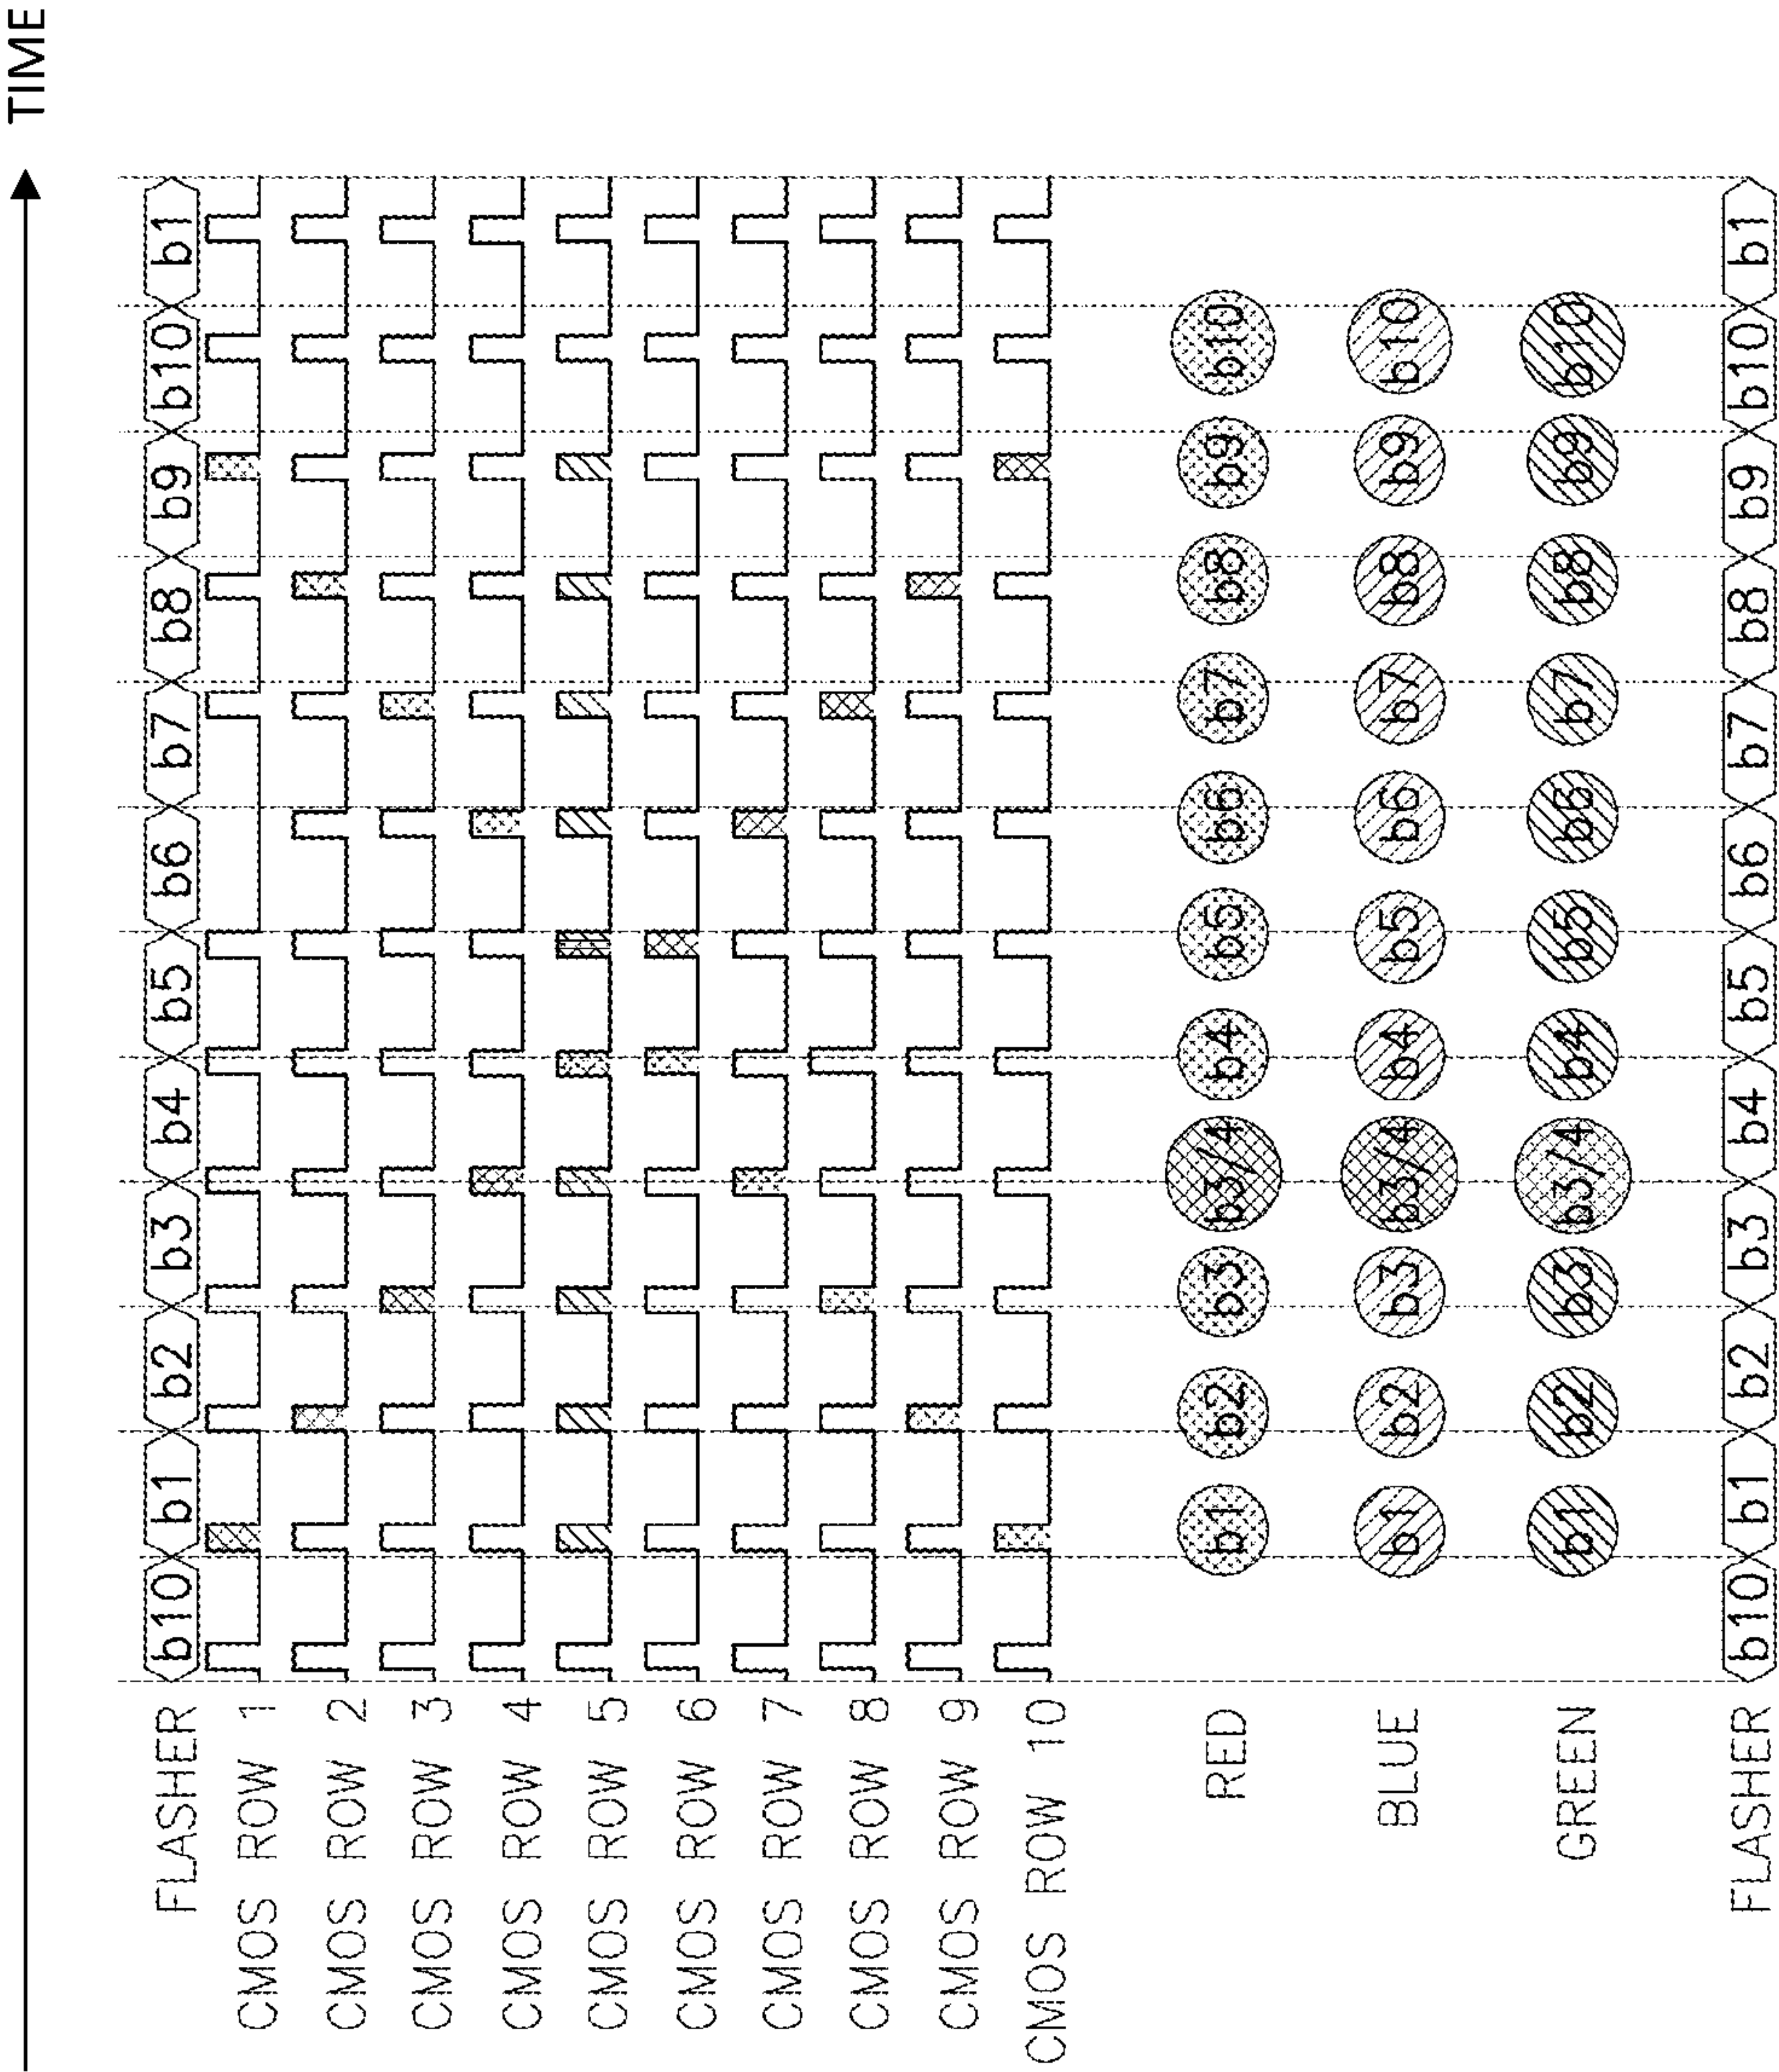 TIME
FLASHER b10 b1 b2 b3 b4 b5 b6 b7 b8 b9 b10 b1
CMOS ROW 1
CMOS ROW 2
CMOS ROW 3
CMOS ROW 4
CMOS ROW 5
CMOS ROW 6
CMOS ROW 7
CMOS ROW 8
CMOS ROW 9
CMOS ROW 10
RED b1 b2 b3 b3/4 b4 b5 b6 b7 b8 b9 b10
BLUE b1 b2 b3 b3/4 b4 b5 b6 b7 b8 b9 b10
GREEN b1 b2 b3 b3/4 b4 b5 b6 b7 b8 b9 b10
FLASHER b10 b1 b2 b3 b4 b5 b6 b7 b8 b9 b10 b1